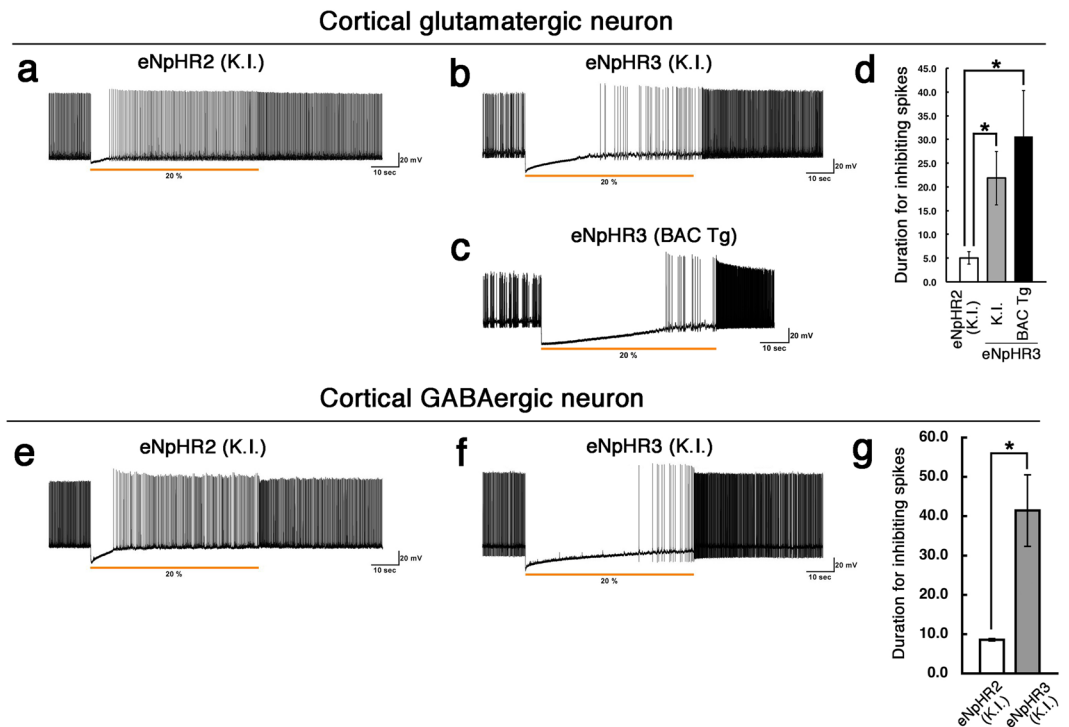 Cortical glutamatergic neuron
a
eNpHR2 (K.I.)
20 mV
10 sec
20 %
b
eNpHR3 (K.I.)
20 mV
10 sec
20 %
c
eNpHR3 (BAC Tg)
20 mV
10 sec
20 %
d
*
*
Duration for inhibiting spikes
45.0
40.0
35.0
30.0
25.0
20.0
15.0
10.0
5.0
0.0
eNpHR2
(K.I.)
K.I.
BAC Tg
eNpHR3
Cortical GABAergic neuron
e
eNpHR2 (K.I.)
20 mV
10 sec
20 %
f
eNpHR3 (K.I.)
20 mV
10 sec
20 %
g
*
Duration for inhibiting spikes
60.0
50.0
40.0
30.0
20.0
10.0
0.0
eNpHR2
(K.I.)
eNpHR3
(K.I.)